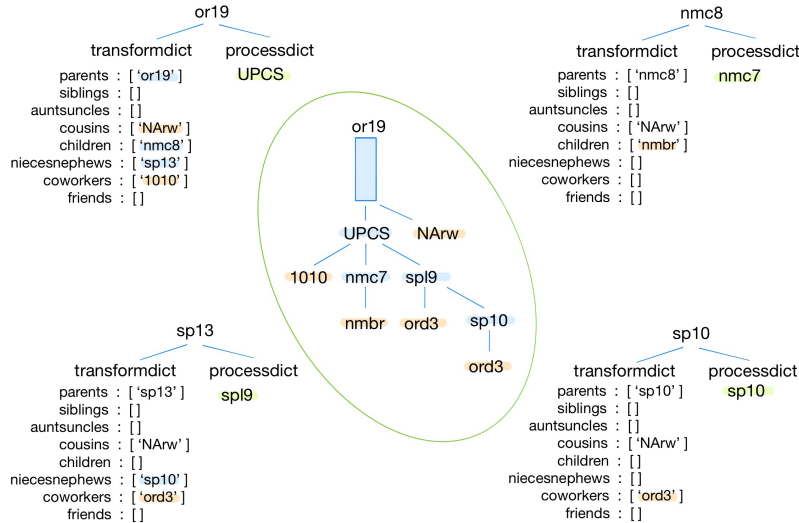 or19
transformdict processdict
parents : [ ‘or19’ ] UPCS
siblings : [ ]
auntsuncles : [ ]
cousins : [ ‘NArw’ ]
children : [ ‘nmc8’ ]
niecesnephews : [ ‘sp13’ ]
coworkers : [ ‘1010’ ]
friends : [ ]
nmc8
transformdict processdict
parents : [ ‘nmc8’ ] nmc7
siblings : [ ]
auntsuncles : [ ]
cousins : [ ‘NArw’ ]
children : [ ‘nmbr’ ]
niecesnephews : [ ]
coworkers : [ ]
friends : [ ]
or19
UPCS NArw
1010 nmc7 spl9
nmbr ord3 sp10
ord3
sp13
transformdict processdict
parents : [ ‘sp13’ ] spl9
siblings : [ ]
auntsuncles : [ ]
cousins : [ ‘NArw’ ]
children : [ ]
niecesnephews : [ ‘sp10’ ]
coworkers : [ ‘ord3’ ]
friends : [ ]
sp10
transformdict processdict
parents : [ ‘sp10’ ] sp10
siblings : [ ]
auntsuncles : [ ]
cousins : [ ‘NArw’ ]
children : [ ]
niecesnephews : [ ]
coworkers : [ ‘ord3’ ]
friends : [ ]